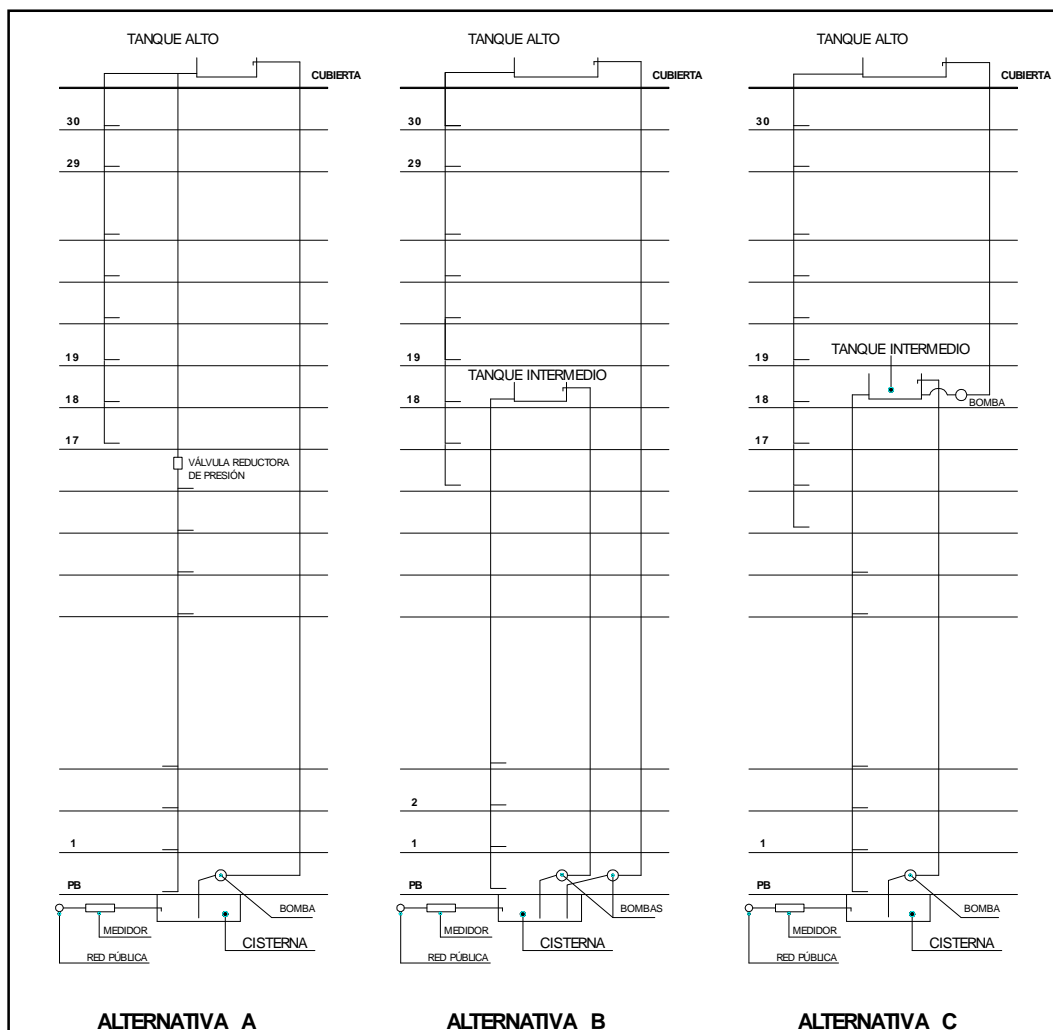 TANQUE ALTO
CUBIERTA
30
29
19
18
17
VÁLVULA REDUCTORA
DE PRESIÓN
1
PB
BOMBA
MEDIDOR
CISTERNA
RED PÚBLICA
ALTERNATIVA A
TANQUE ALTO
CUBIERTA
30
29
19
TANQUE INTERMEDIO
18
2
1
PB
BOMBAS
MEDIDOR
CISTERNA
RED PÚBLICA
ALTERNATIVA B
TANQUE ALTO
CUBIERTA
30
19
TANQUE INTERMEDIO
18
BOMBA
17
1
PB
BOMBA
MEDIDOR
CISTERNA
RED PÚBLICA
ALTERNATIVA C